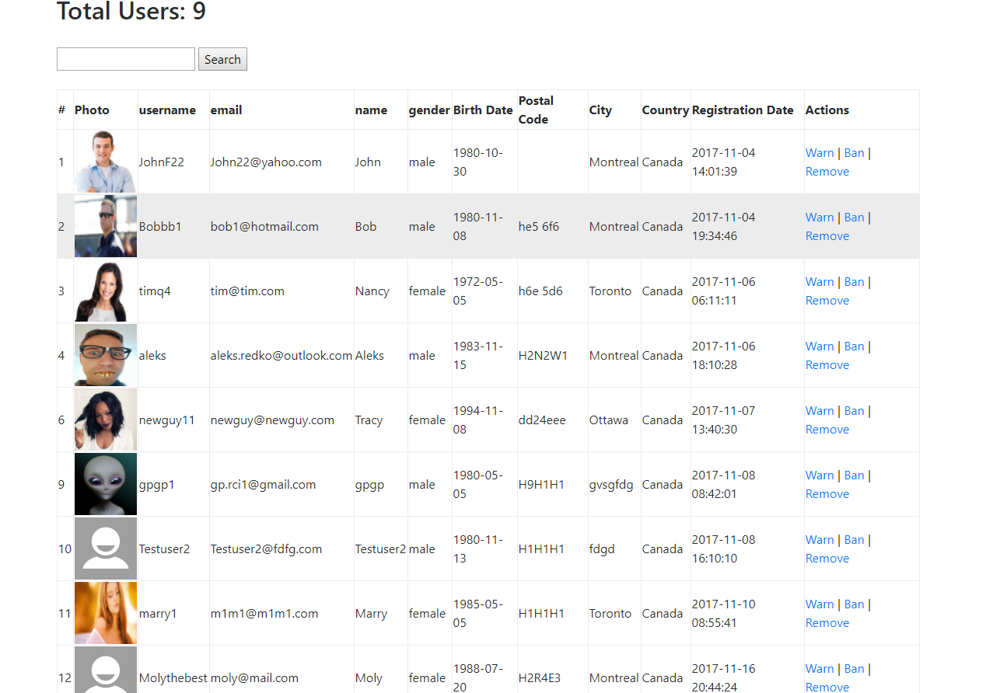 Total Users: 9
Search
# Photo username email name gender Birth Date Postal Code City Country Registration Date Actions
1 JohnF22 John22@yahoo.com John male 1980-10-30 Montreal Canada 2017-11-04 14:01:39 Warn | Ban | Remove
2 Bobbb1 bob1@hotmail.com Bob male 1980-11-08 he5 6f6 Montreal Canada 2017-11-04 19:34:46 Warn | Ban | Remove
3 timq4 tim@tim.com Nancy female 1972-05-05 h6e 5d6 Toronto Canada 2017-11-06 06:11:11 Warn | Ban | Remove
4 aleks aleks.redko@outlook.com Aleks male 1983-11-15 H2N2W1 Montreal Canada 2017-11-06 18:10:28 Warn | Ban | Remove
6 newguy11 newguy@newguy.com Tracy female 1994-11-08 dd24eee Ottawa Canada 2017-11-07 13:40:30 Warn | Ban | Remove
9 gpgp1 gp.rci1@gmail.com gpgp male 1980-05-05 H9H1H1 gvsgfdg Canada 2017-11-08 08:42:01 Warn | Ban | Remove
10 Testuser2 Testuser2@fdfg.com Testuser2 male 1980-11-13 H1H1H1 fdgd Canada 2017-11-08 16:10:10 Warn | Ban | Remove
11 marry1 m1m1@m1m1.com Marry female 1985-05-05 H1H1H1 Toronto Canada 2017-11-10 08:55:41 Warn | Ban | Remove
12 Molythebest moly@mail.com Moly female 1988-07-20 H2R4E3 Montreal Canada 2017-11-16 20:44:24 Warn | Ban | Remove